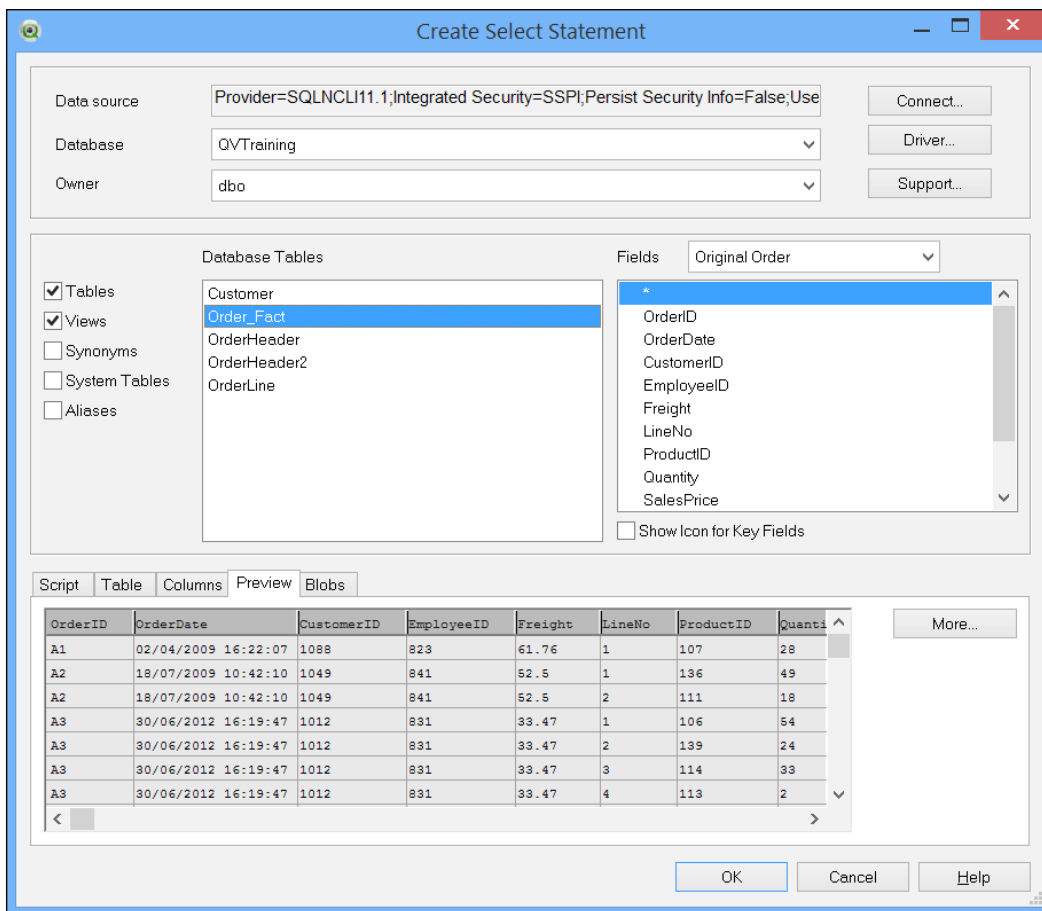 Create Select Statement
Data source
Provider=SQLNCLI11.1;Integrated Security=SSPI;Persist Security Info=False;Use
Connect...
Database
QVTraining
Driver...
Owner
dbo
Support...
Database Tables
Fields
Original Order
Tables
Views
Synonyms
System Tables
Aliases
Customer
Order_Fact
OrderHeader
OrderHeader2
OrderLine
*
OrderID
OrderDate
CustomerID
EmployeeID
Freight
LineNo
ProductID
Quantity
SalesPrice
Show Icon for Key Fields
Script Table Columns Preview Blobs
OrderID OrderDate CustomerID EmployeeID Freight LineNo ProductID Quanti
A1 02/04/2009 16:22:07 1088 823 61.76 1 107 28
A2 18/07/2009 10:42:10 1049 841 52.5 1 136 49
A2 18/07/2009 10:42:10 1049 841 52.5 2 111 18
A3 30/06/2012 16:19:47 1012 831 33.47 1 106 54
A3 30/06/2012 16:19:47 1012 831 33.47 2 139 24
A3 30/06/2012 16:19:47 1012 831 33.47 3 114 33
A3 30/06/2012 16:19:47 1012 831 33.47 4 113 2
More...
OK
Cancel
Help